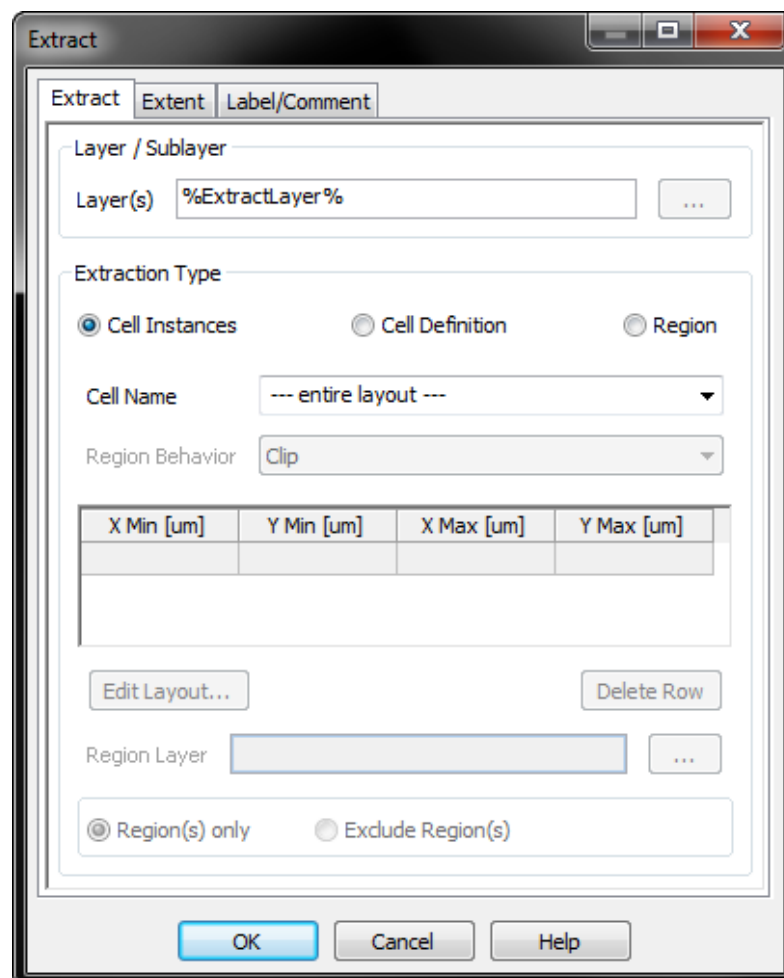 Extract
Extract Extent Label/Comment
Layer / Sublayer
Layer(s) %ExtractLayer% ...
Extraction Type
Cell Instances Cell Definition Region
Cell Name --- entire layout ---
Region Behavior Clip
X Min [um] Y Min [um] X Max [um] Y Max [um]
Edit Layout... Delete Row
Region Layer ...
Region(s) only Exclude Region(s)
OK Cancel Help